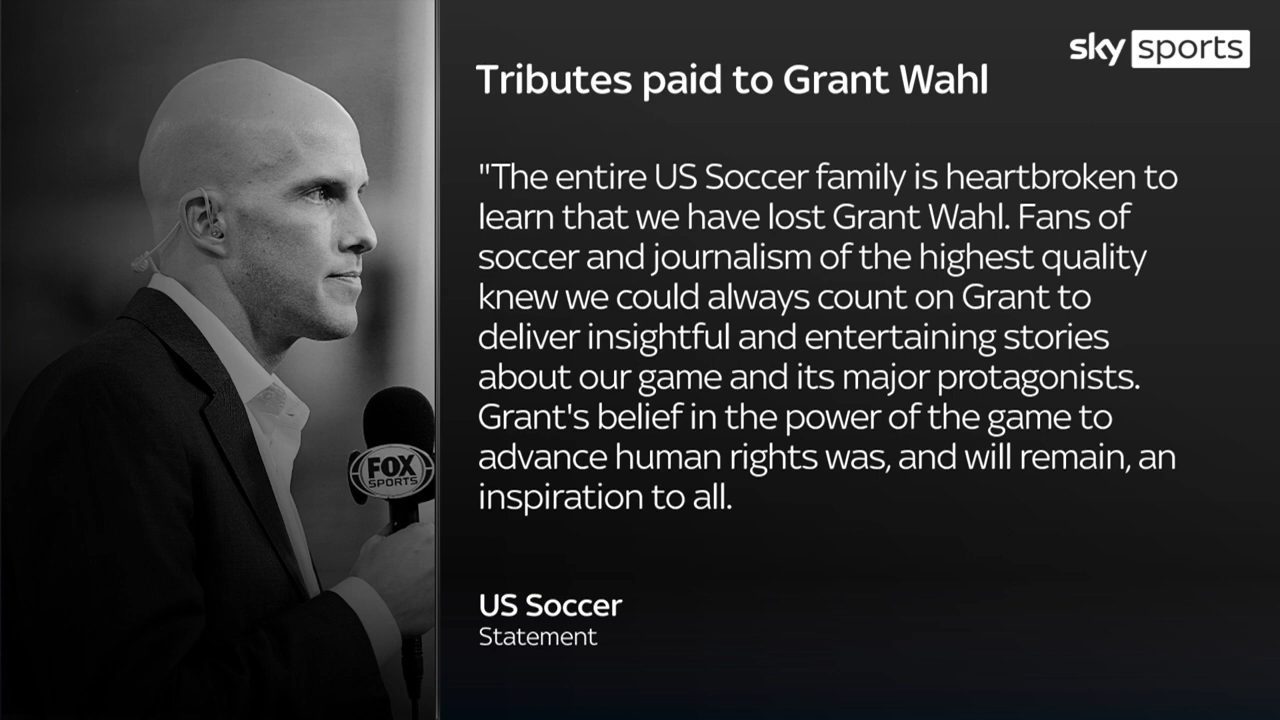 sky sports
Tributes paid to Grant Wahl
"The entire US Soccer family is heartbroken to
learn that we have lost Grant Wahl. Fans of
soccer and journalism of the highest quality
knew we could always count on Grant to
deliver insightful and entertaining stories
about our game and its major protagonists.
Grant's belief in the power of the game to
advance human rights was, and will remain, an
inspiration to all.
FOX
SPORTS
US Soccer
Statement